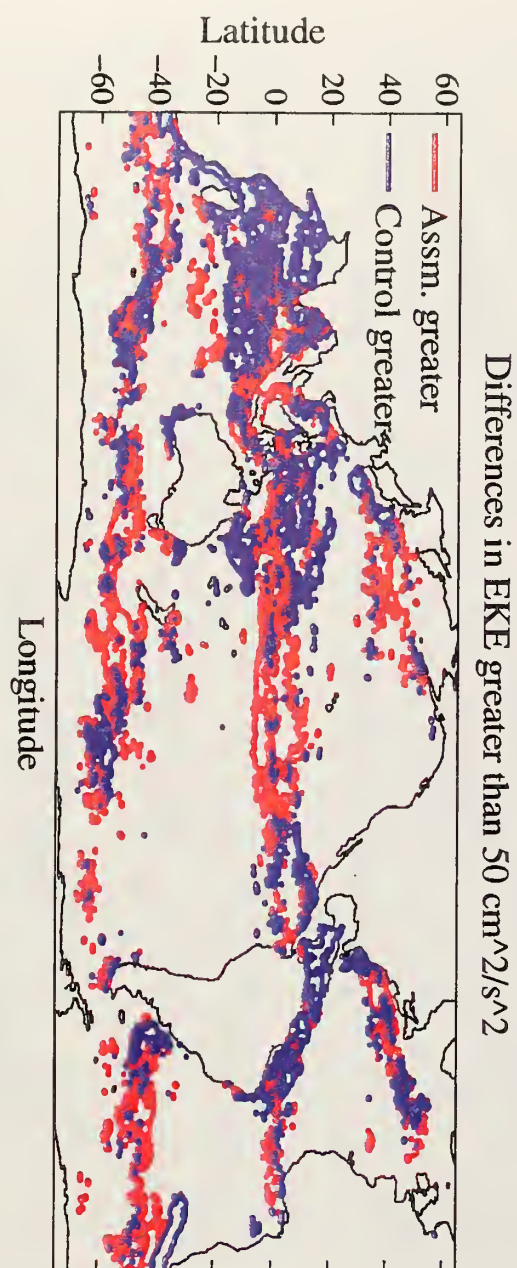 Differences in EKE greater than 50 cm^2/s^2
Assm. greater
Control greater
60
40
20
0
-20
-40
-60
Latitude
Longitude